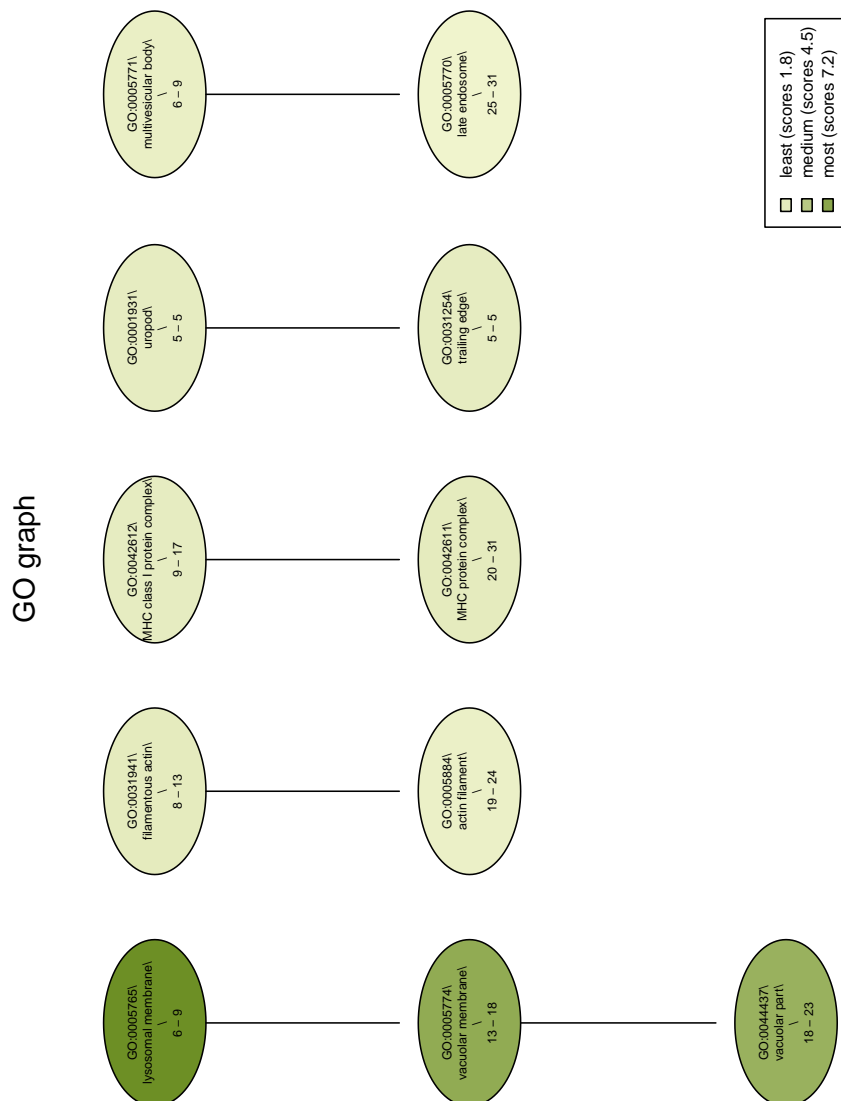 GO graph
GO:0005771\
multivesicular body\
\
6 – 9
GO:0005770\
late endosome\
\
25 – 31
GO:0001931\
uropod\
\
5 – 5
GO:0031254\
trailing edge\
\
5 – 5
GO:0042612\
MHC class I protein complex\
\
9 – 17
GO:0042611\
MHC protein complex\
\
20 – 31
GO:0031941\
filamentous actin\
\
8 – 13
GO:0005884\
actin filament\
\
19 – 24
GO:0005765\
lysosomal membrane\
\
6 – 9
GO:0005774\
vacuolar membrane\
\
13 – 18
GO:0044437\
vacuolar part\
\
18 – 23
least (scores 1.8)
medium (scores 4.5)
most (scores 7.2)